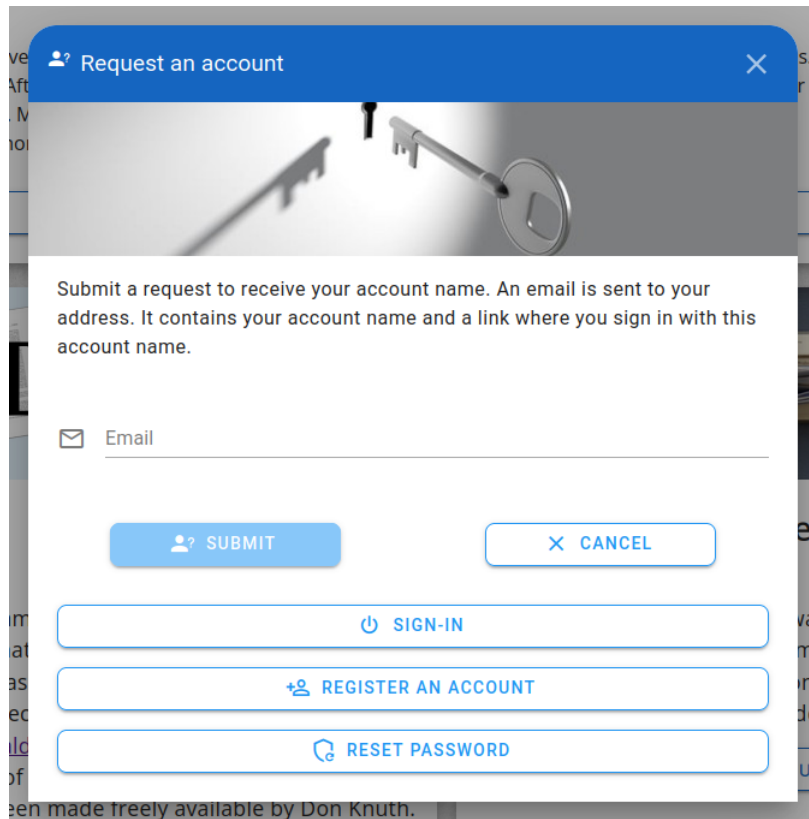 Request an account
Submit a request to receive your account name. An email is sent to your
address. It contains your account name and a link where you sign in with this
account name.
Email
SUBMIT
CANCEL
SIGN-IN
REGISTER AN ACCOUNT
RESET PASSWORD
made freely available by Don Knuth.